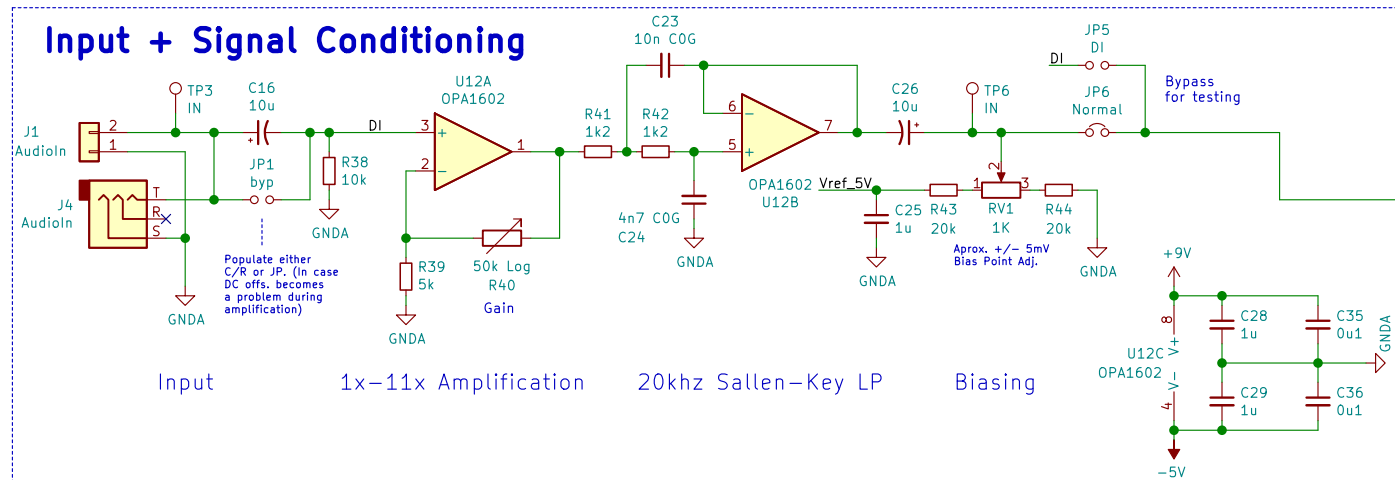 Input + Signal Conditioning
J1
AudioIn
2
1
J4
AudioIn
T
R
S
TP3
IN
C16
10u
+
JP1
byp
DI
R38
10k
GNDA
GNDA
Populate either
C/R or JP. (In case
DC offs. becomes
a problem during
amplification)
Input
U12A
OPA1602
3
+
2
−
1
R39
5k
GNDA
50k Log
R40
Gain
1x-11x Amplification
R41
1k2
R42
1k2
C23
10n C0G
4n7 C0G
C24
GNDA
6
−
5
+
7
OPA1602
U12B
20khz Sallen-Key LP
C26
10u
+
TP6
IN
Vref_5V
C25
1u
GNDA
R43
20k
2
1
3
RV1
1K
R44
20k
GNDA
Aprox. +/- 5mV
Bias Point Adj.
Biasing
JP5
DI
DI
JP6
Normal
Bypass
for testing
+9V
8
V+
U12C
OPA1602
V-
4
-5V
C28
1u
C29
1u
C35
0u1
C36
0u1
GNDA